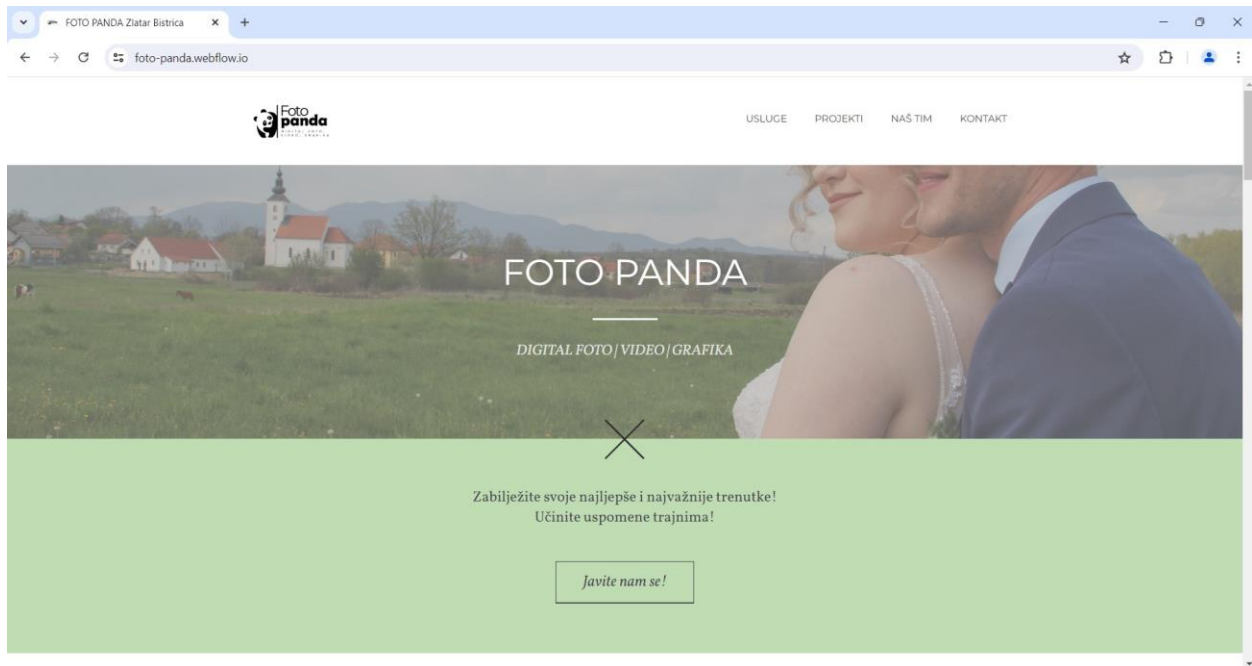 FOTO PANDA Zlatar Bistrica
foto-panda.webflow.io
Foto
panda
USLUGE PROJEKTI NAŠ TIM KONTAKT
FOTO PANDA
DIGITAL FOTO | VIDEO | GRAFIKA
Zabilježite svoje najljepše i najvažnije trenutke!
Učinite uspomene trajnima!
Javite nam se!